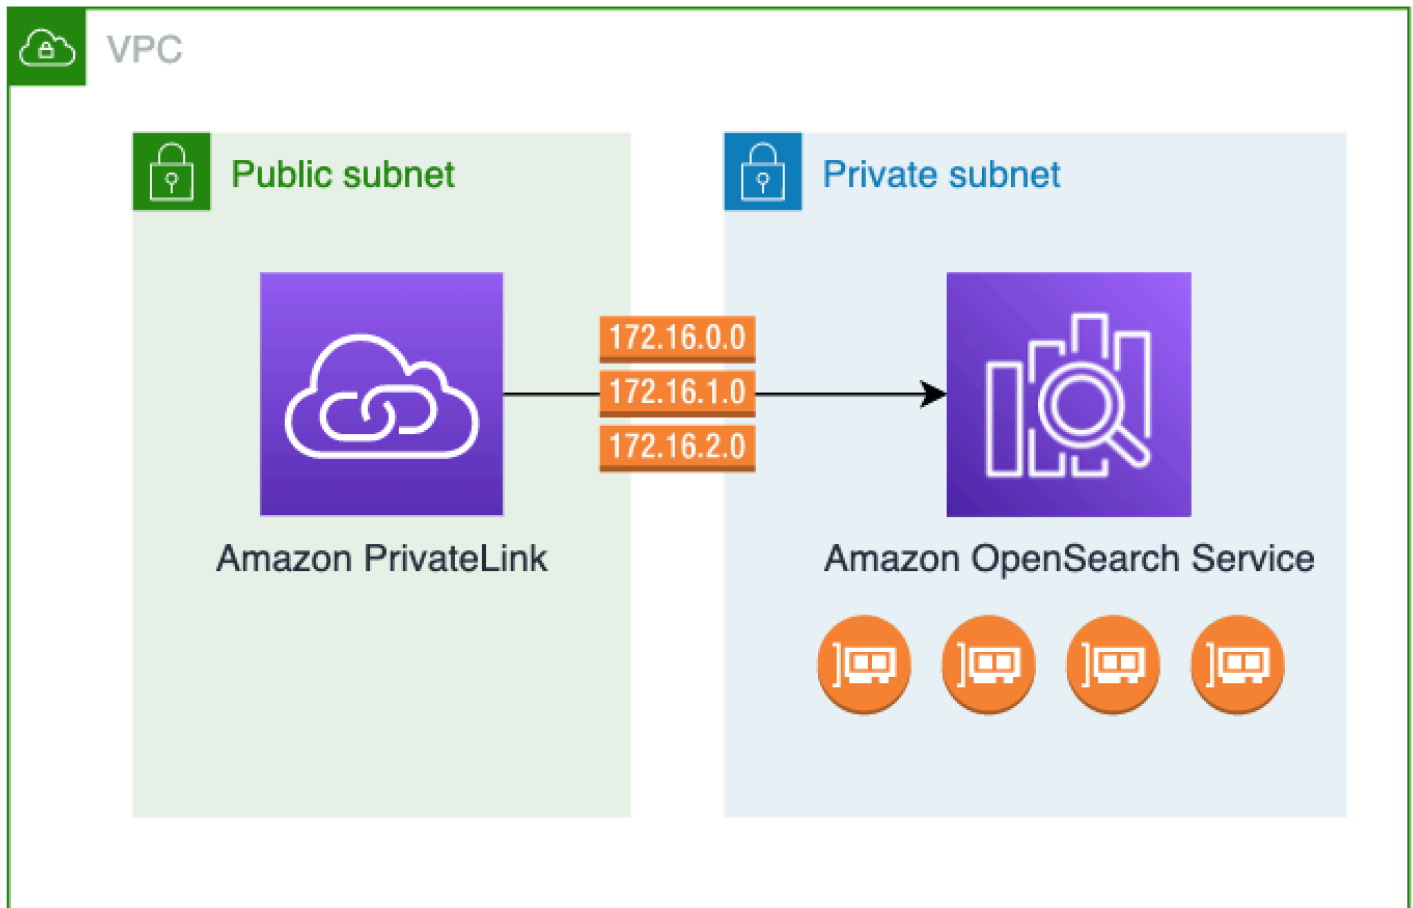 VPC
Public subnet
Private subnet
172.16.0.0
172.16.1.0
172.16.2.0
Amazon PrivateLink
Amazon OpenSearch Service